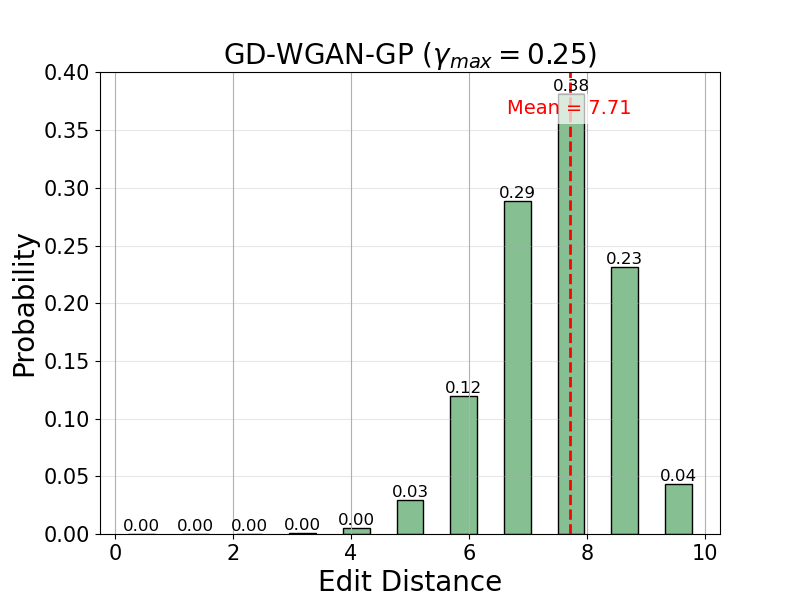 GD-WGAN-GP (γmax = 0.25)
0.40
0.35
0.30
0.25
0.20
0.15
0.10
0.05
0.00
Probability
0.00 0.00 0.00 0.00 0.00 0.03 0.12 0.29 0.38 0.23 0.04
Mean = 7.71
0 2 4 6 8 10
Edit Distance